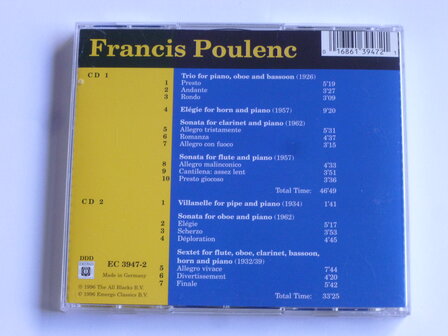 Francis Poulenc
0 16861 39472 1
CD 1
Trio for piano, oboe and bassoon (1926)
1 Presto 5'19
2 Andante 3'27
3 Rondo 3'09
4 Elégie for horn and piano (1957) 9'20
Sonata for clarinet and piano (1962)
5 Allegro tristamente 5'31
6 Romanza 4'37
7 Allegro con fuoco 3'15
Sonata for flute and piano (1957)
8 Allegro malinconico 4'33
9 Cantilena: assez lent 3'51
10 Presto giocoso 3'36
Total Time: 46'49
CD 2
1 Villanelle for pipe and piano (1934) 1'41
Sonata for oboe and piano (1962)
2 Elégie 5'17
3 Scherzo 3'53
4 Déploration 4'45
Sextet for flute, oboe, clarinet, bassoon,
horn and piano (1932/39)
5 Allegro vivace 7'44
6 Divertissement 4'20
7 Finale 5'42
Total Time: 33'25
DDD
EC 3947-2
Made in Germany
℗ 1996 The All Blacks B.V.
© 1996 Emergo Classics B.V.